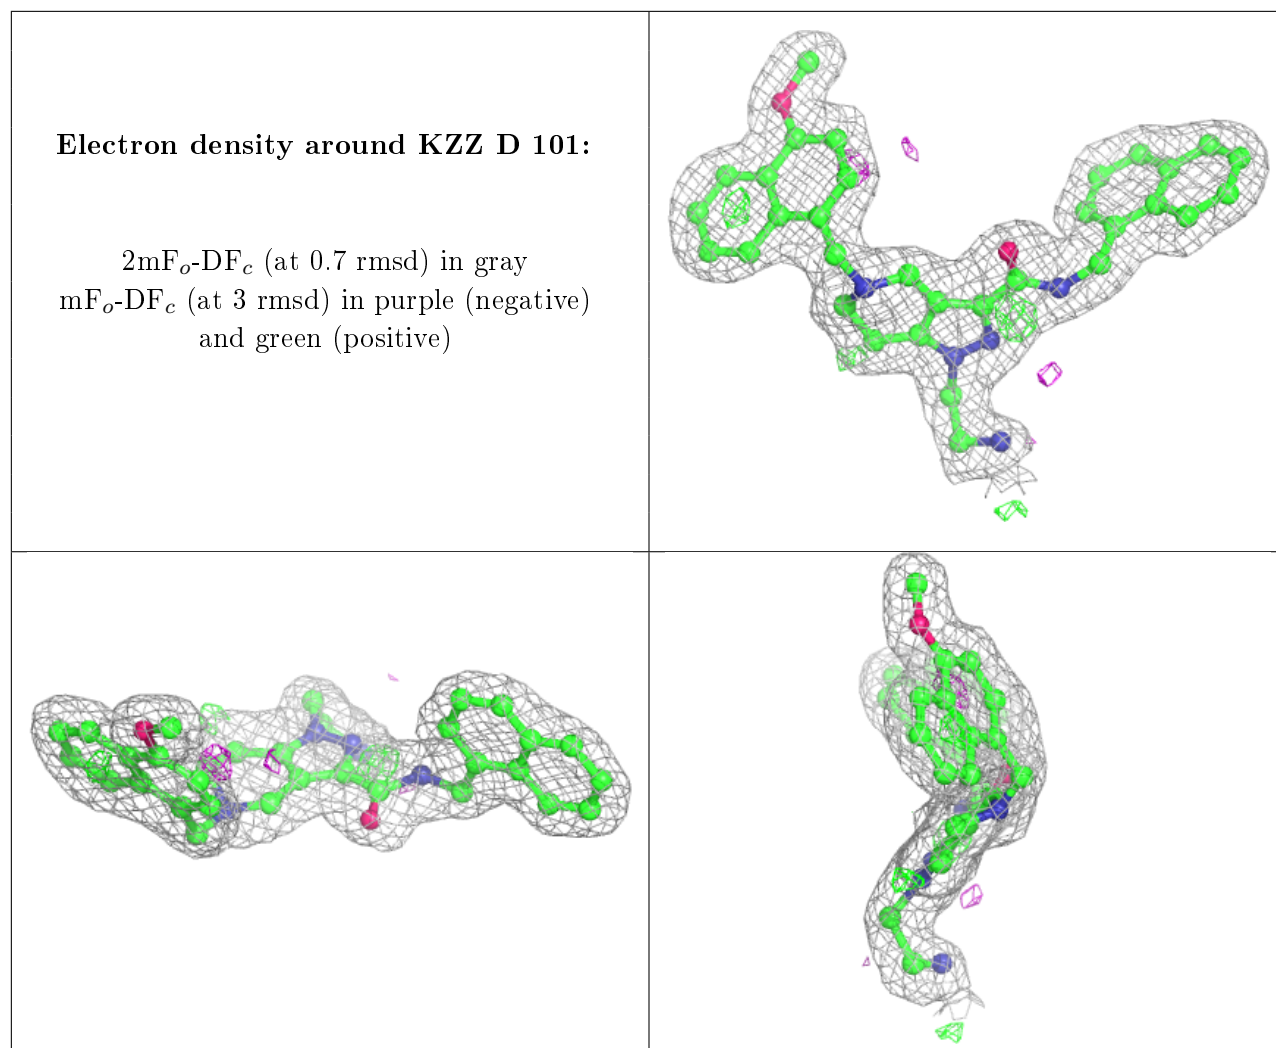 Electron density around KZZ D 101:
2mFo-DFc (at 0.7 rmsd) in gray
mFo-DFc (at 3 rmsd) in purple (negative)
and green (positive)